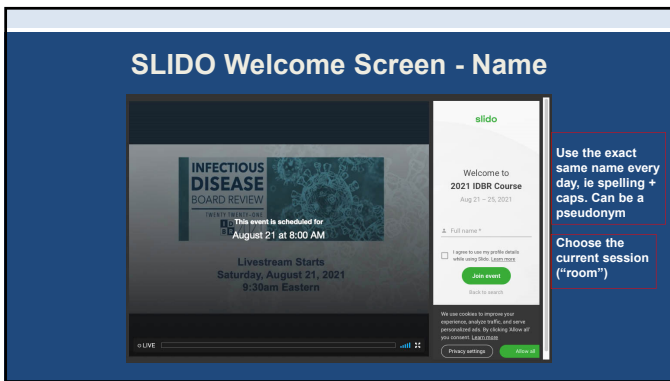 SLIDO Welcome Screen - Name
INFECTIOUS
DISEASE
BOARD REVIEW
TWENTY TWENTY-ONE
This event is scheduled for
August 21 at 8:00 AM
Livestream Starts
Saturday, August 21, 2021
9:30am Eastern
LIVE
slido
Welcome to
2021 IDBR Course
Aug 21 – 25, 2021
Full name *
I agree to use my profile details
while using Slido. Learn more
Join event
Back to search
We use cookies to improve your
experience, analyze traffic, and serve
personalized ads. By clicking 'Allow all'
you consent. Learn more
Privacy settings
Allow all
Use the exact
same name every
day, ie spelling +
caps. Can be a
pseudonym
Choose the
current session
(“room”)